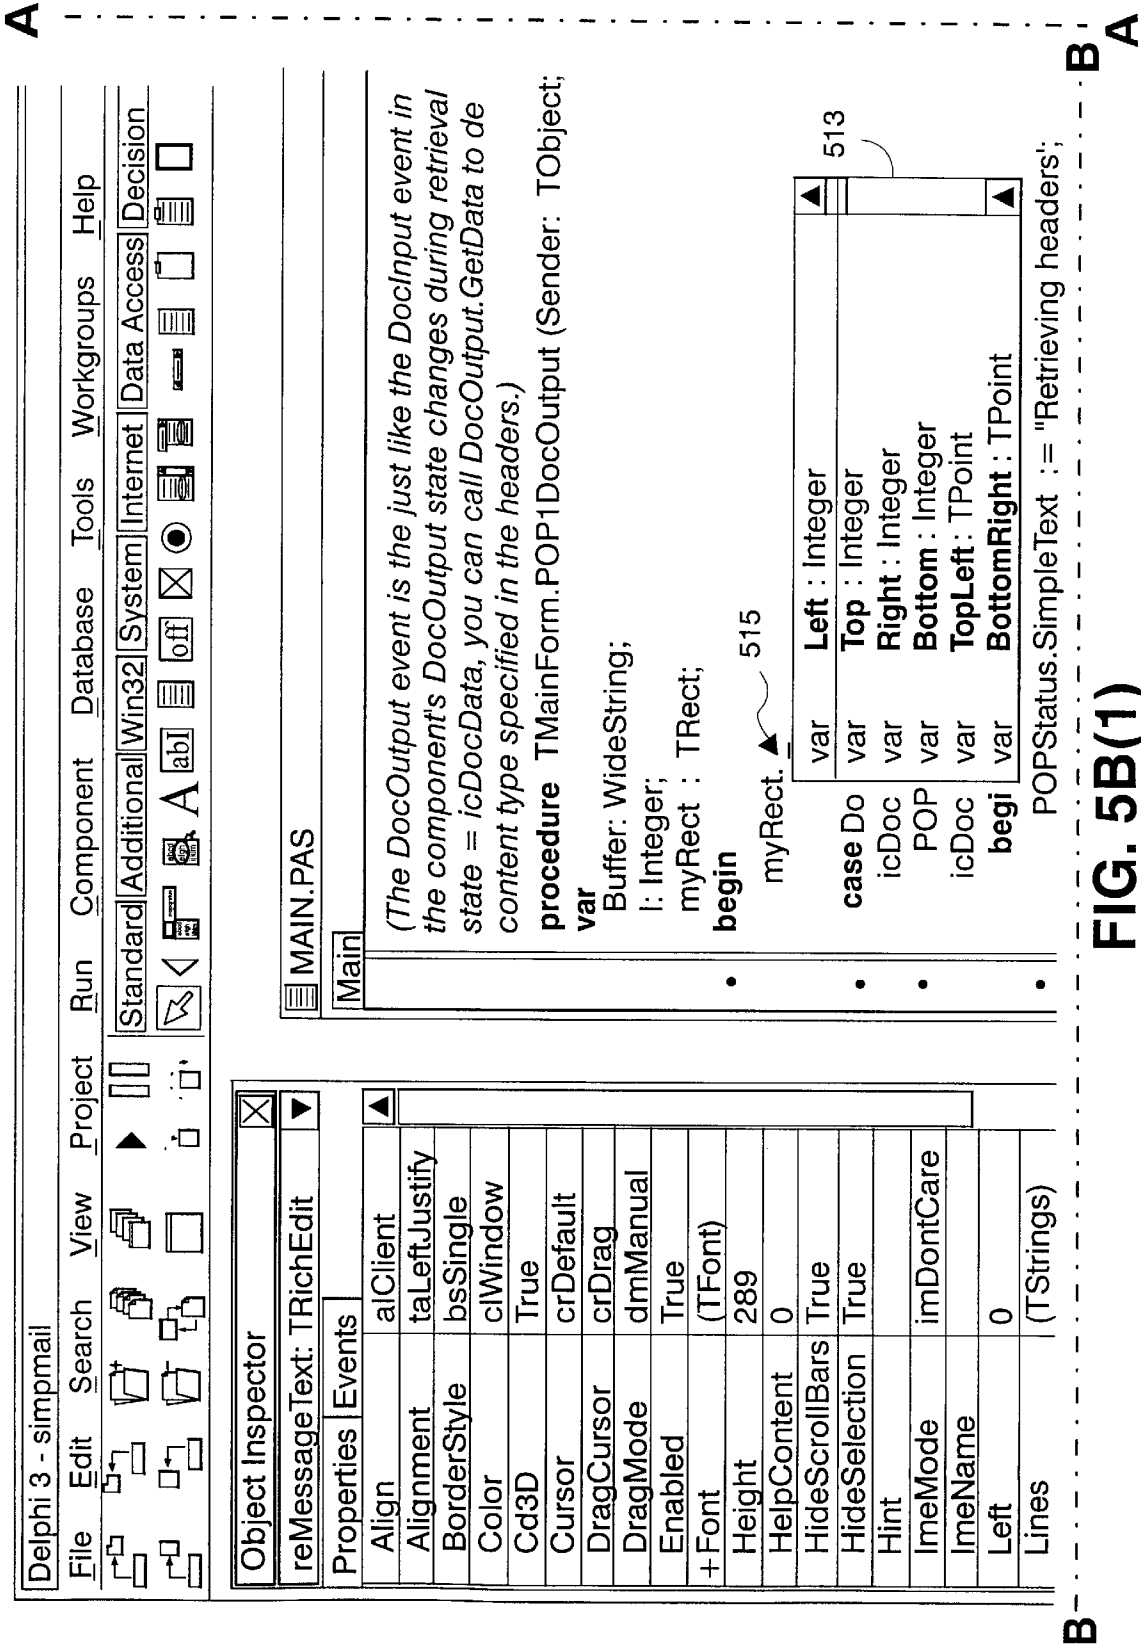 A
A
Delphi 3 - simpmail
File Edit Search View Project Run Component Database Tools Workgroups Help
Standard Additional Win32 System Internet Data Access Decision
A abI off
Object Inspector
reMessageText: TRichEdit
Properties Events
Align alClient
Alignment taLeftJustify
BorderStyle bsSingle
Color clWindow
Cd3D True
Cursor crDefault
DragCursor crDrag
DragMode dmManual
Enabled True
+Font (TFont)
Height 289
HelpContent 0
HideScrollBars True
HideSelection True
Hint
ImeMode imDontCare
ImeName
Left 0
Lines (TStrings)
MAIN.PAS
Main
(The DocOutput event is the just like the DocInput event in
the component's DocOutput state changes during retrieval
state = icDocData, you can call DocOutput.GetData to de
content type specified in the headers.)
procedure TMainForm.POP1DocOutput (Sender: TObject;
var
Buffer: WideString;
I: Integer;
myRect : TRect;
begin
myRect.
515
513
var Left : Integer
var Top : Integer
var Right : Integer
var Bottom : Integer
var TopLeft : TPoint
var BottomRight : TPoint
case Do
icDoc
POP
icDoc
begi
POPStatus.SimpleText := "Retrieving headers';
B
B
FIG. 5B(1)